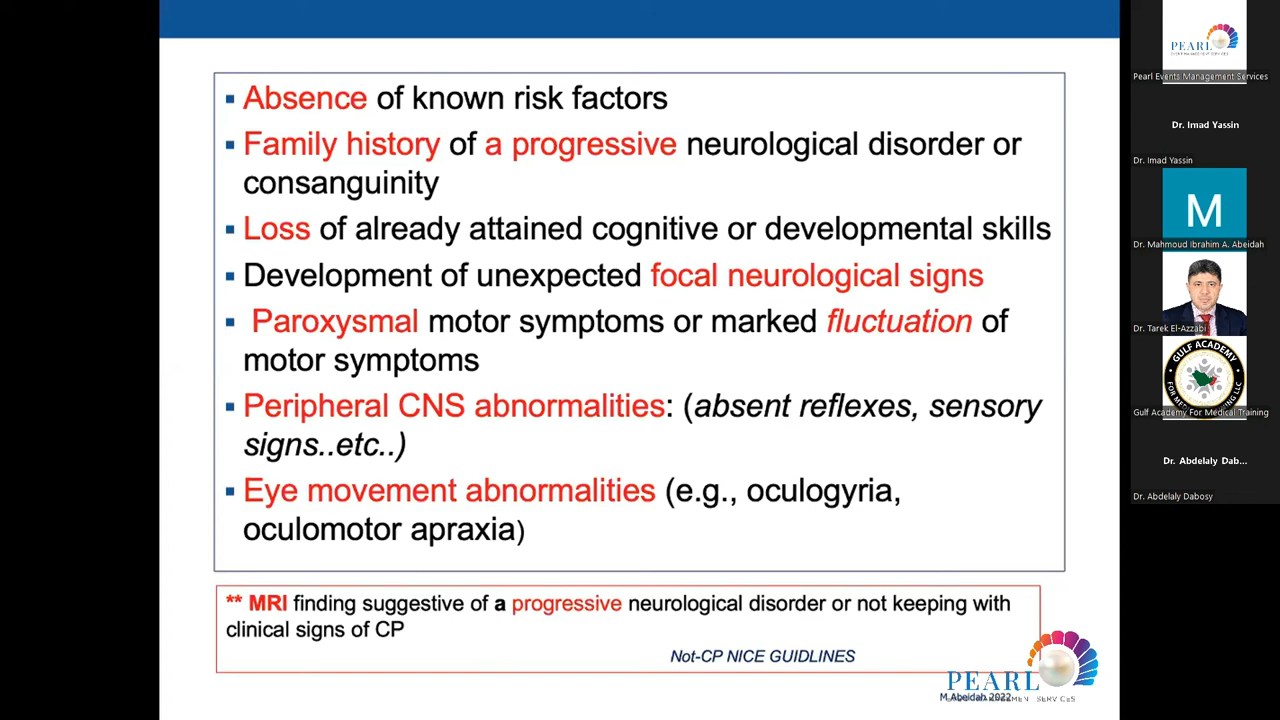 ▪ Absence of known risk factors
▪ Family history of a progressive neurological disorder or
consanguinity
▪ Loss of already attained cognitive or developmental skills
▪ Development of unexpected focal neurological signs
▪ Paroxysmal motor symptoms or marked fluctuation of
motor symptoms
▪ Peripheral CNS abnormalities: (absent reflexes, sensory
signs..etc..)
▪ Eye movement abnormalities (e.g., oculogyria,
oculomotor apraxia)
** MRI finding suggestive of a progressive neurological disorder or not keeping with
clinical signs of CP
Not-CP NICE GUIDLINES
PEARL
M Abeidah 2022
PEARL
Pearl Events Management Services
Dr. Imad Yassin
Dr. Imad Yassin
M
Dr. Mahmoud Ibrahim A. Abeidah
Dr. Tarek El-Azzabi
GULF ACADEMY
Gulf Academy For Medical Training
Dr. Abdelaly Dab...
Dr. Abdelaly Dabosy